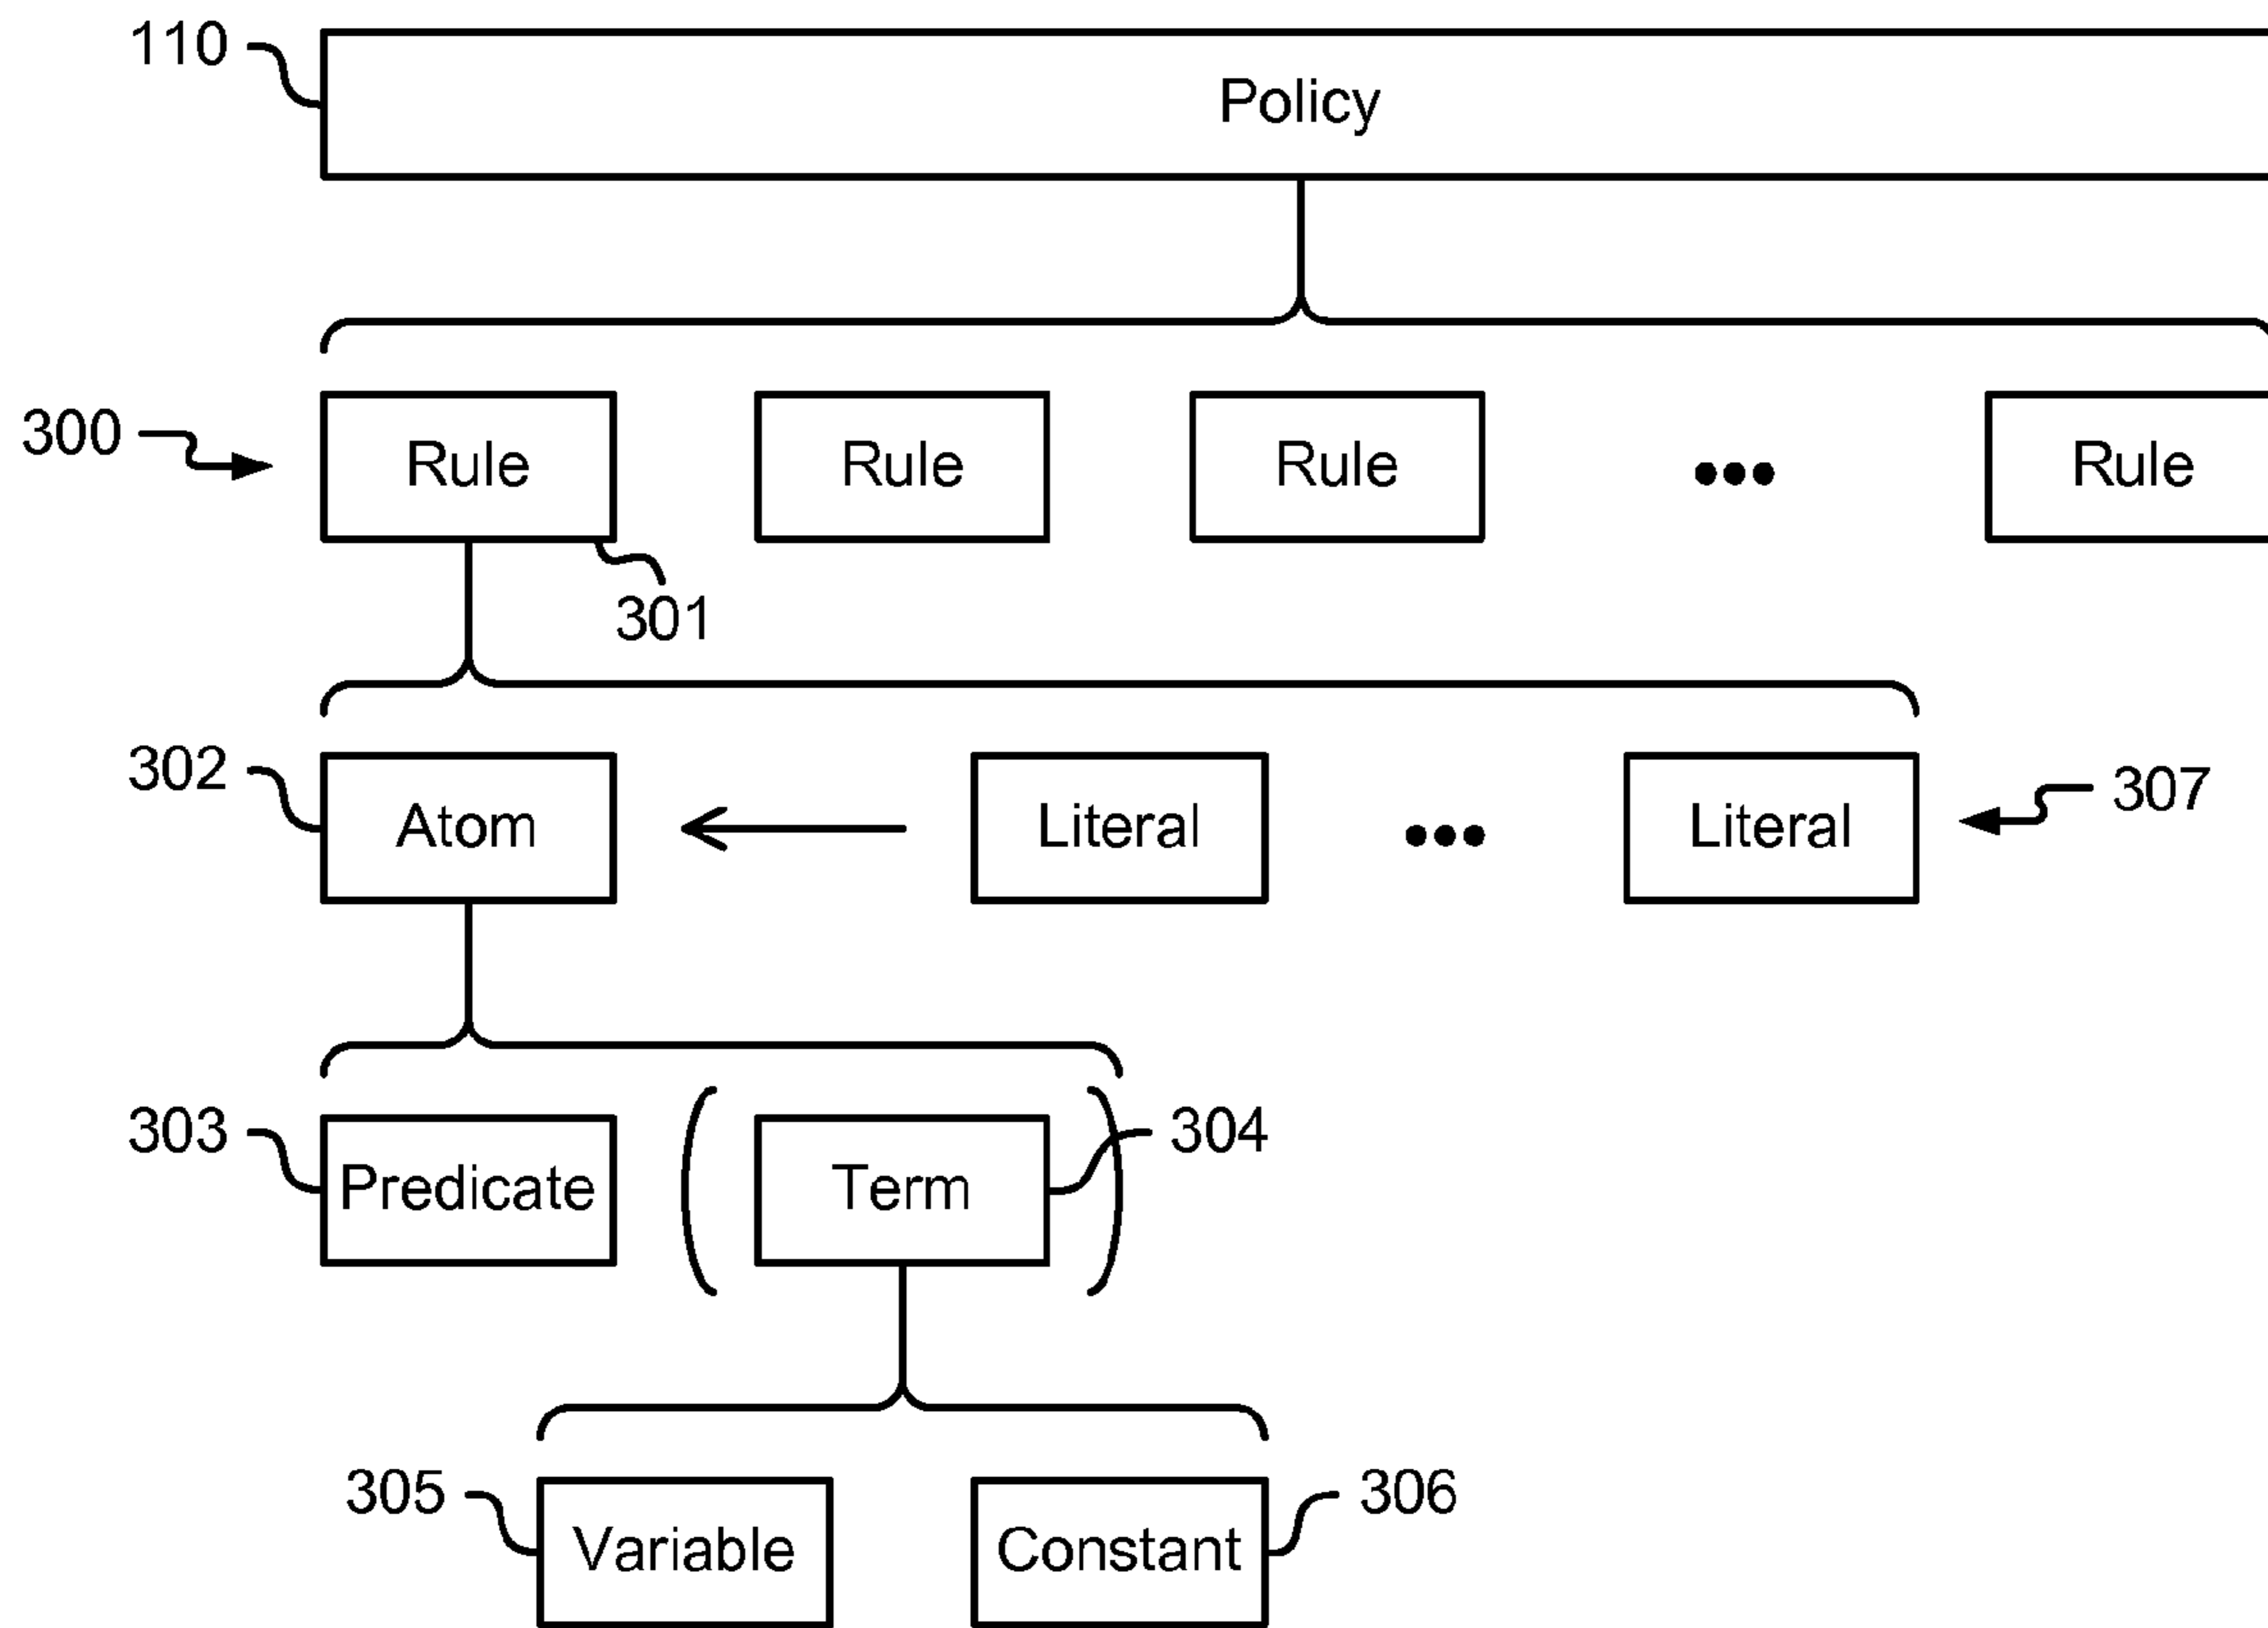 110 Policy
300 Rule Rule Rule ••• Rule
301
302 Atom Literal ••• Literal 307
303 Predicate ( Term ) 304
305 Variable Constant 306